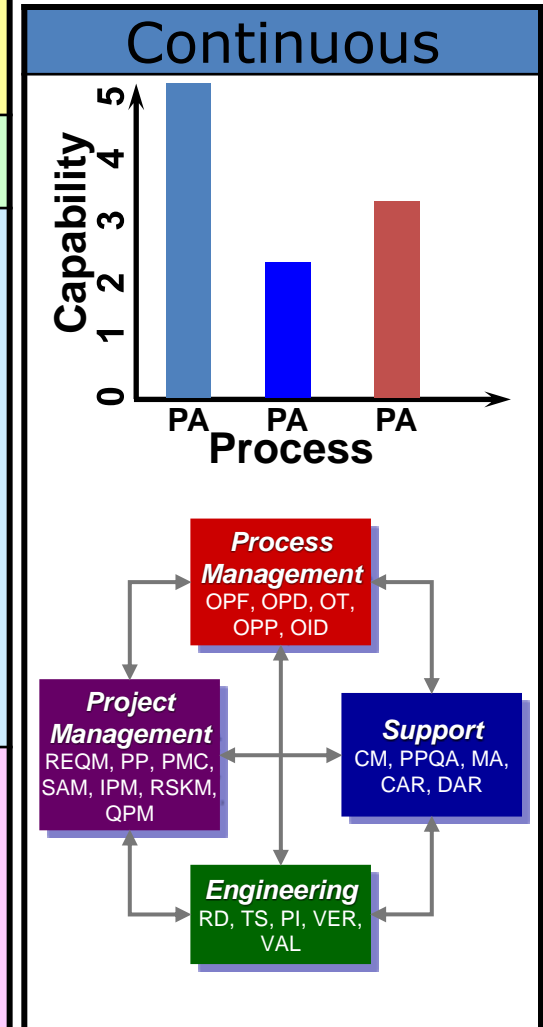 Continuous
Capability
5
4
3
2
1
0
PA PA PA
Process
Process
Management
OPF, OPD, OT,
OPP, OID
Project
Management
REQM, PP, PMC,
SAM, IPM, RSKM,
QPM
Support
CM, PPQA, MA,
CAR, DAR
Engineering
RD, TS, PI, VER,
VAL